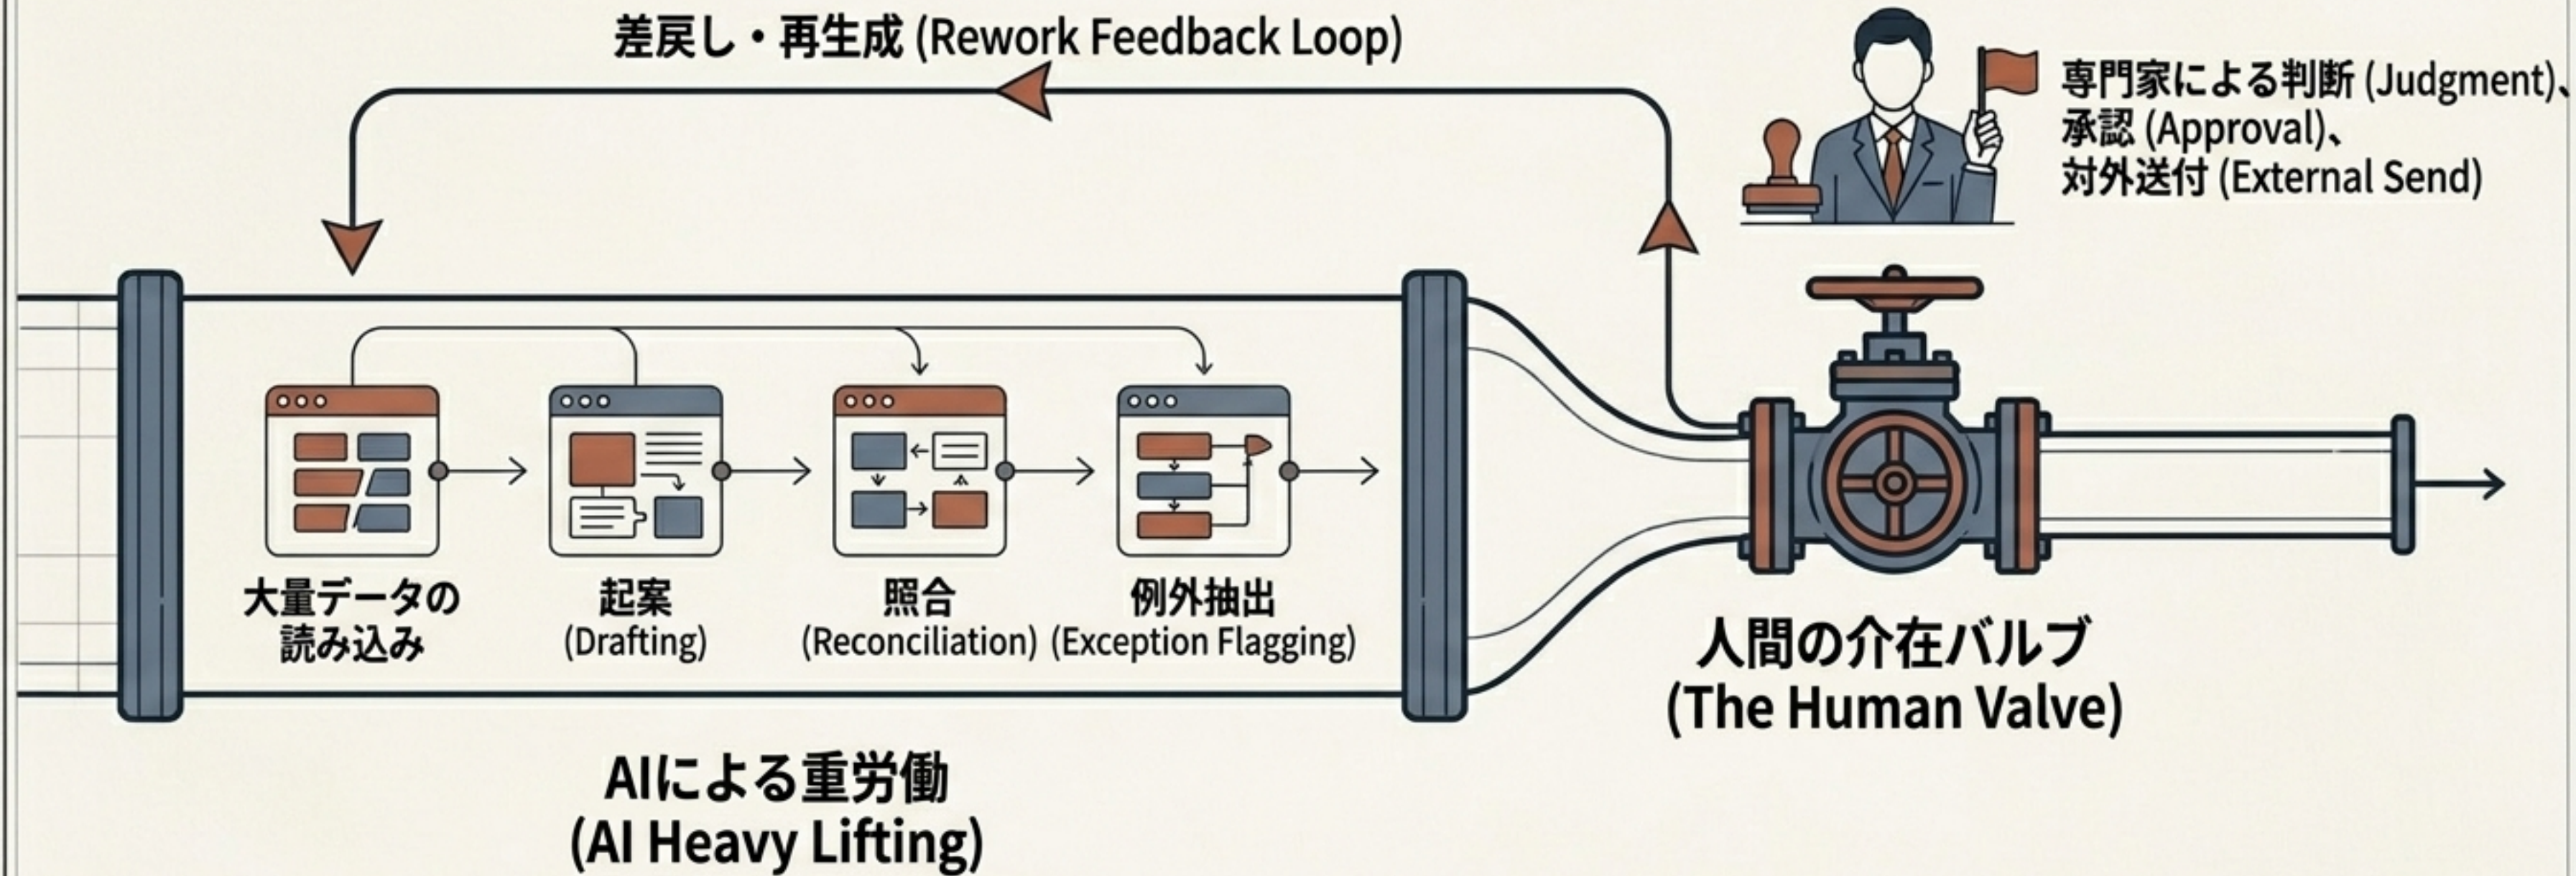 差戻し・再生成 (Rework Feedback Loop)
専門家による判断 (Judgment)、
承認 (Approval)、
対外送付 (External Send)
大量データの
読み込み
起案
(Drafting)
照合
(Reconciliation)
例外抽出
(Exception Flagging)
人間の介在バルブ
(The Human Valve)
AIによる重労働
(AI Heavy Lifting)